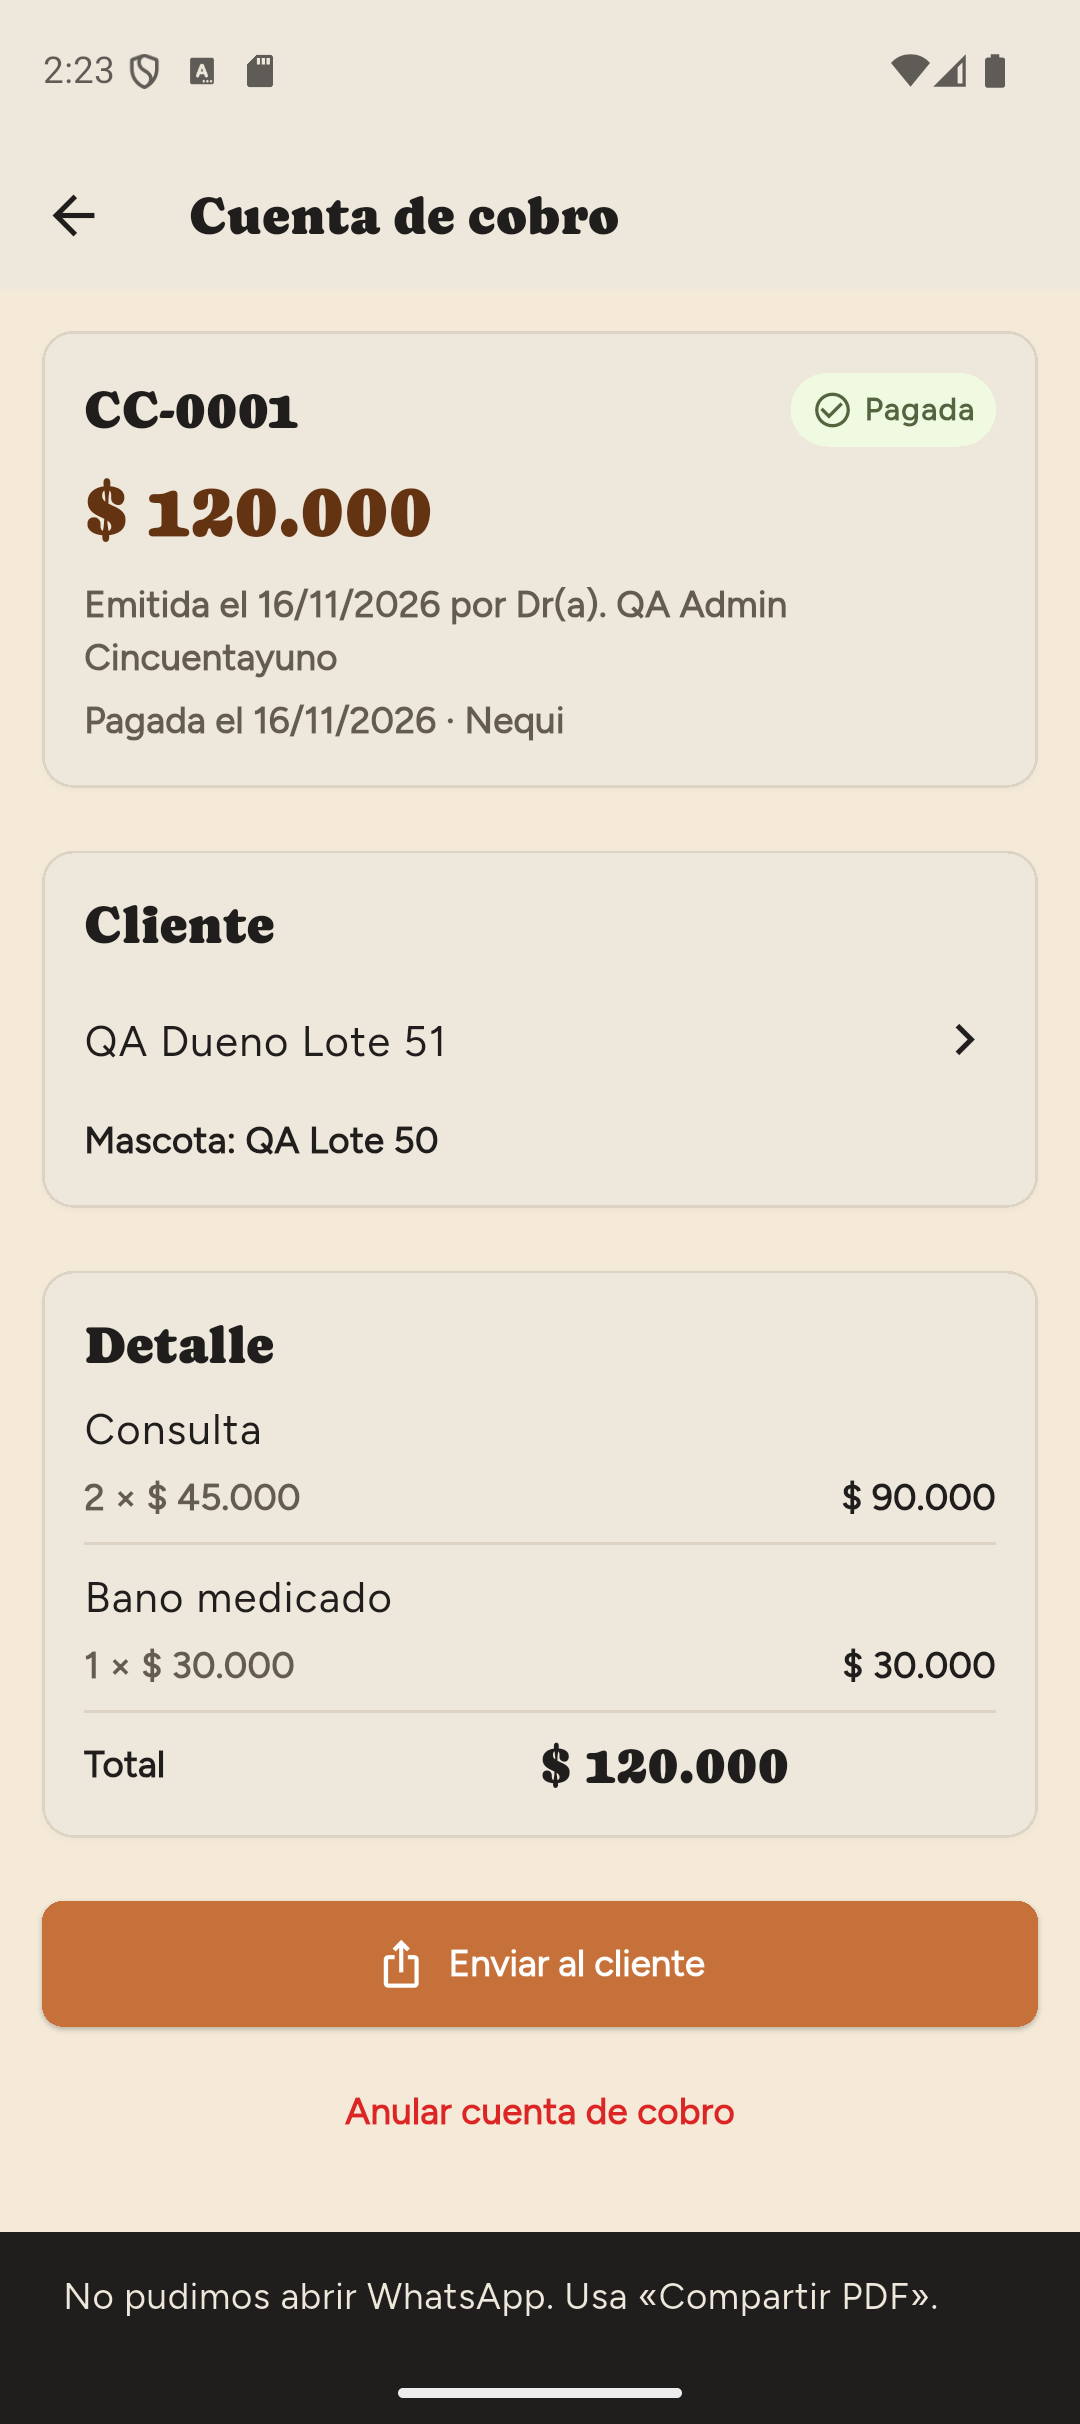 2:23
Cuenta de cobro
CC-0001
Pagada
$ 120.000
Emitida el 16/11/2026 por Dr(a). QA Admin
Cincuentayuno
Pagada el 16/11/2026 · Nequi
Cliente
QA Dueno Lote 51
Mascota: QA Lote 50
Detalle
Consulta
2 × $ 45.000 $ 90.000
Bano medicado
1 × $ 30.000 $ 30.000
Total $ 120.000
Enviar al cliente
Anular cuenta de cobro
No pudimos abrir WhatsApp. Usa «Compartir PDF».